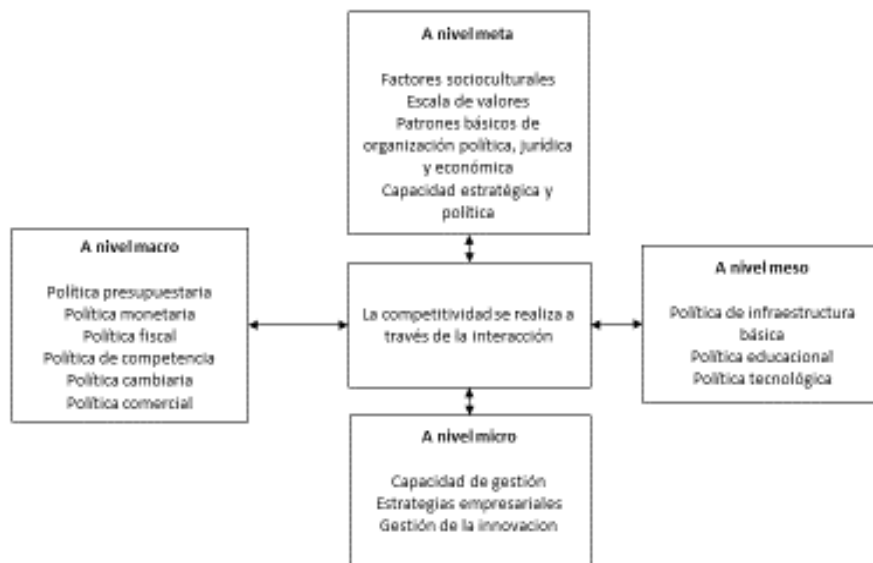 A nivel meta
Factores socioculturales
Escala de valores
Patrones básicos de
organización política, jurídica
y económica
Capacidad estratégica y
política
A nivel macro
Política presupuestaria
Política monetaria
Política fiscal
Política de competencia
Política cambiaria
Política comercial
La competitividad se realiza a
través de la interacción
A nivel meso
Política de infraestructura
básica
Política educacional
Política tecnológica
A nivel micro
Capacidad de gestión
Estrategias empresariales
Gestión de la innovacion